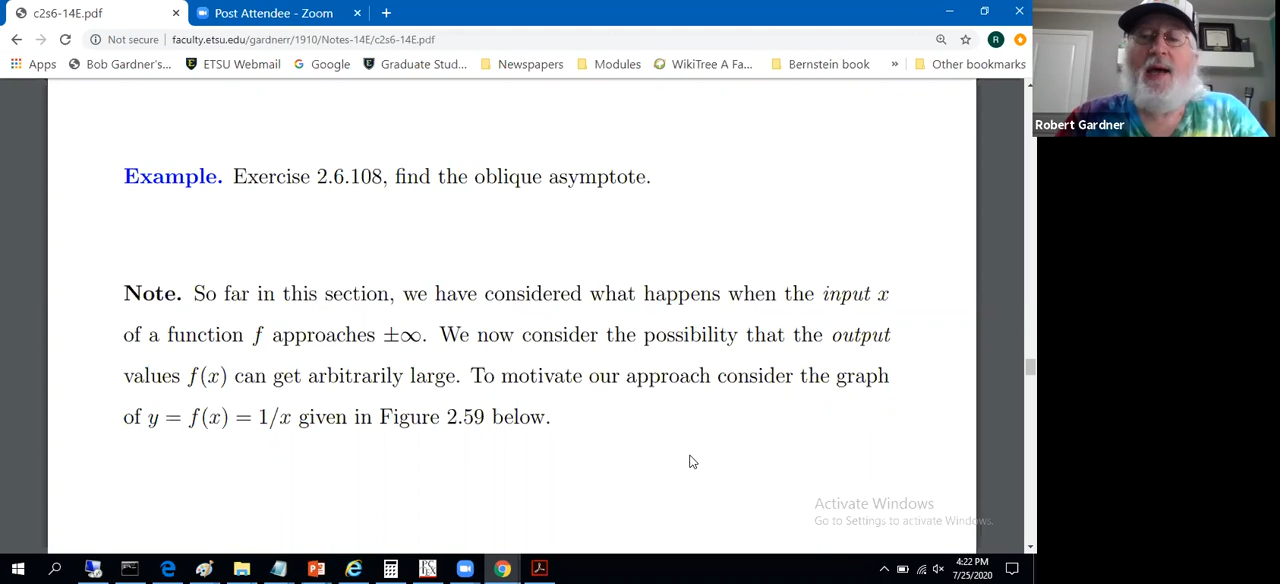 c2s6-14E.pdf
Post Attendee - Zoom
Not secure | faculty.etsu.edu/gardnerr/1910/Notes-14E/c2s6-14E.pdf
R
Apps
Bob Gardner's...
ETSU Webmail
Google
Graduate Stud...
Newspapers
Modules
WikiTree A Fa...
Bernstein book
»
Other bookmarks
Robert Gardner
Example. Exercise 2.6.108, find the oblique asymptote.
Note. So far in this section, we have considered what happens when the input x
of a function f approaches ±∞. We now consider the possibility that the output
values f(x) can get arbitrarily large. To motivate our approach consider the graph
of y = f(x) = 1/x given in Figure 2.59 below.
Activate Windows
Go to Settings to activate Windows.
4:22 PM
7/25/2020